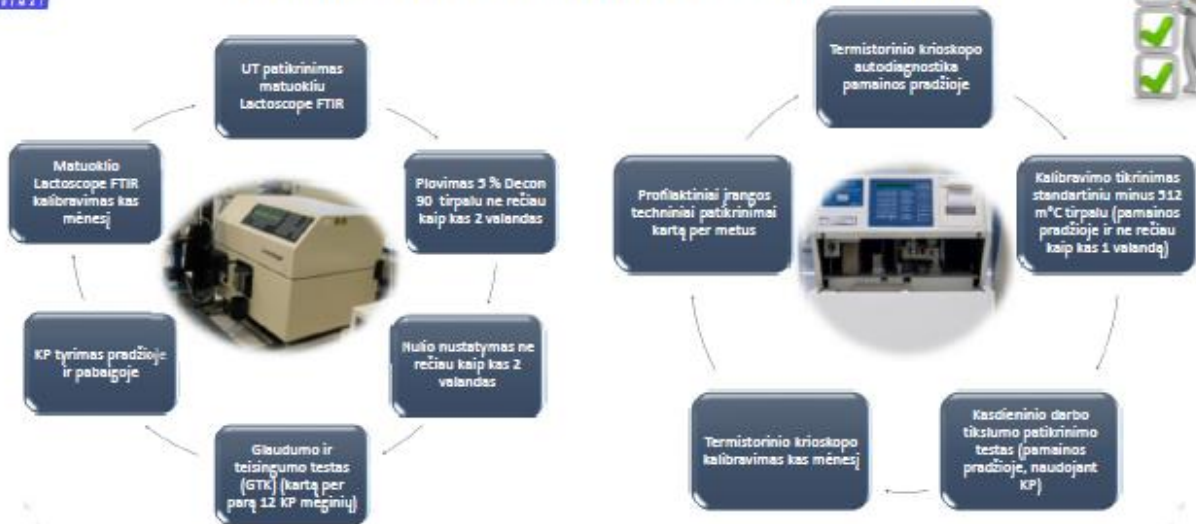 UT patikrinimas
matuokliu
Lactoscope FTIR
Plovimas 5 % Decon
90 tirpalu ne rečiau
kaip kas 2 valandas
Nulio nustatymas ne
rečiau kaip kas 2
valandas
Glaudumo ir
teisingumo testas
(GTK) (kartą per
parą 12 KP mėginių)
KP tyrimas pradžioje
ir pabaigoje
Matuoklio
Lactoscope FTIR
kalibravimas kas
mėnesį
Termistorinio krioskopo
autodiagnostika
pamainos pradžioje
Kalibravimo tikrinimas
standartiniu minus 512
m°C tirpalu (pamainos
pradžioje ir ne rečiau
kaip kas 1 valandą)
Kasdieninio darbo
tikslumo patikrinimo
testas (pamainos
pradžioje, naudojant
KP)
Termistorinio krioskopo
kalibravimas kas mėnesį
Profilaktiniai įrangos
techniniai patikrinimai
kartą per metus